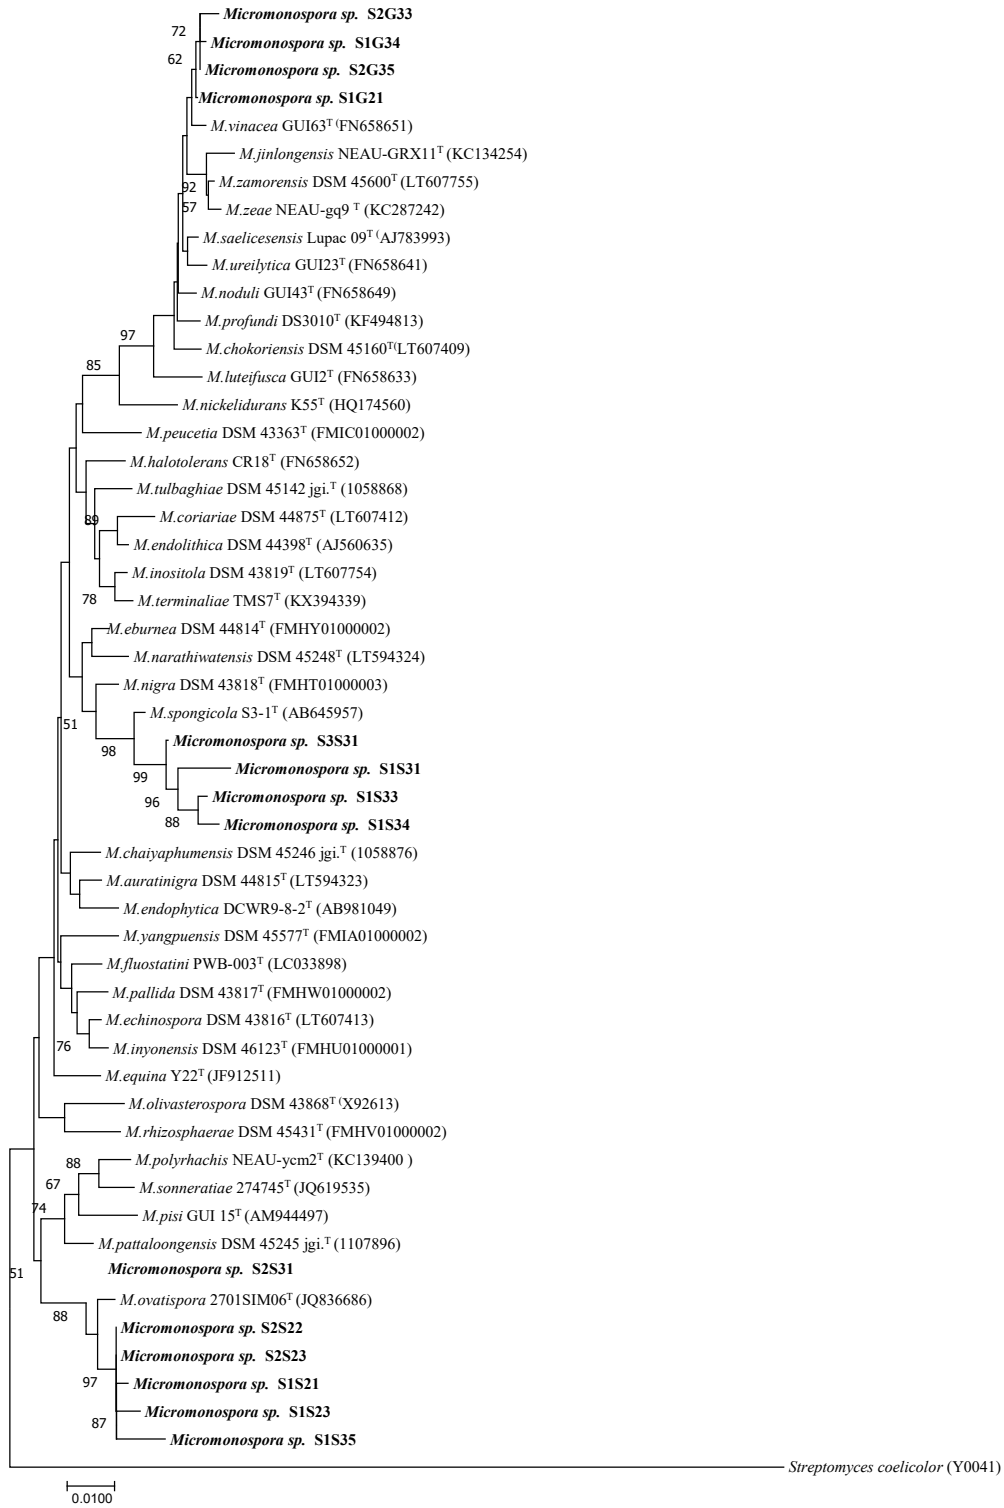 Micromonospora sp. S2G33
72
Micromonospora sp. S1G34
62
Micromonospora sp. S2G35
Micromonospora sp. S1G21
M.vinacea GUI63ᵀ ⁽FN658651)
M.jinlongensis NEAU-GRX11ᵀ (KC134254)
M.zamorensis DSM 45600ᵀ (LT607755)
92
57
M.zeae NEAU-gq9 ᵀ (KC287242)
M.saelicesensis Lupac 09ᵀ ⁽AJ783993)
M.ureilytica GUI23ᵀ (FN658641)
M.noduli GUI43ᵀ (FN658649)
M.profundi DS3010ᵀ (KF494813)
97
M.chokoriensis DSM 45160ᵀ⁽LT607409)
85
M.luteifusca GUI2ᵀ (FN658633)
M.nickelidurans K55ᵀ (HQ174560)
M.peucetia DSM 43363ᵀ (FMIC01000002)
M.halotolerans CR18ᵀ (FN658652)
M.tulbaghiae DSM 45142 jgi.ᵀ (1058868)
89
M.coriariae DSM 44875ᵀ (LT607412)
M.endolithica DSM 44398ᵀ (AJ560635)
M.inositola DSM 43819ᵀ (LT607754)
78
M.terminaliae TMS7ᵀ (KX394339)
M.eburnea DSM 44814ᵀ (FMHY01000002)
M.narathiwatensis DSM 45248ᵀ (LT594324)
M.nigra DSM 43818ᵀ (FMHT01000003)
51
M.spongicola S3-1ᵀ (AB645957)
98
Micromonospora sp. S3S31
99
Micromonospora sp. S1S31
96
Micromonospora sp. S1S33
88
Micromonospora sp. S1S34
M.chaiyaphumensis DSM 45246 jgi.ᵀ (1058876)
M.auratinigra DSM 44815ᵀ (LT594323)
M.endophytica DCWR9-8-2ᵀ (AB981049)
M.yangpuensis DSM 45577ᵀ (FMIA01000002)
M.fluostatini PWB-003ᵀ (LC033898)
M.pallida DSM 43817ᵀ (FMHW01000002)
M.echinospora DSM 43816ᵀ (LT607413)
76
M.inyonensis DSM 46123ᵀ (FMHU01000001)
M.equina Y22ᵀ (JF912511)
M.olivasterospora DSM 43868ᵀ ⁽X92613)
M.rhizosphaerae DSM 45431ᵀ (FMHV01000002)
88
M.polyrhachis NEAU-ycm2ᵀ (KC139400 )
67
M.sonneratiae 274745ᵀ (JQ619535)
74
M.pisi GUI 15ᵀ (AM944497)
M.pattaloongensis DSM 45245 jgi.ᵀ (1107896)
51
Micromonospora sp. S2S31
88
M.ovatispora 2701SIM06ᵀ (JQ836686)
Micromonospora sp. S2S22
Micromonospora sp. S2S23
97
Micromonospora sp. S1S21
87
Micromonospora sp. S1S23
Micromonospora sp. S1S35
Streptomyces coelicolor (Y0041)
0.0100